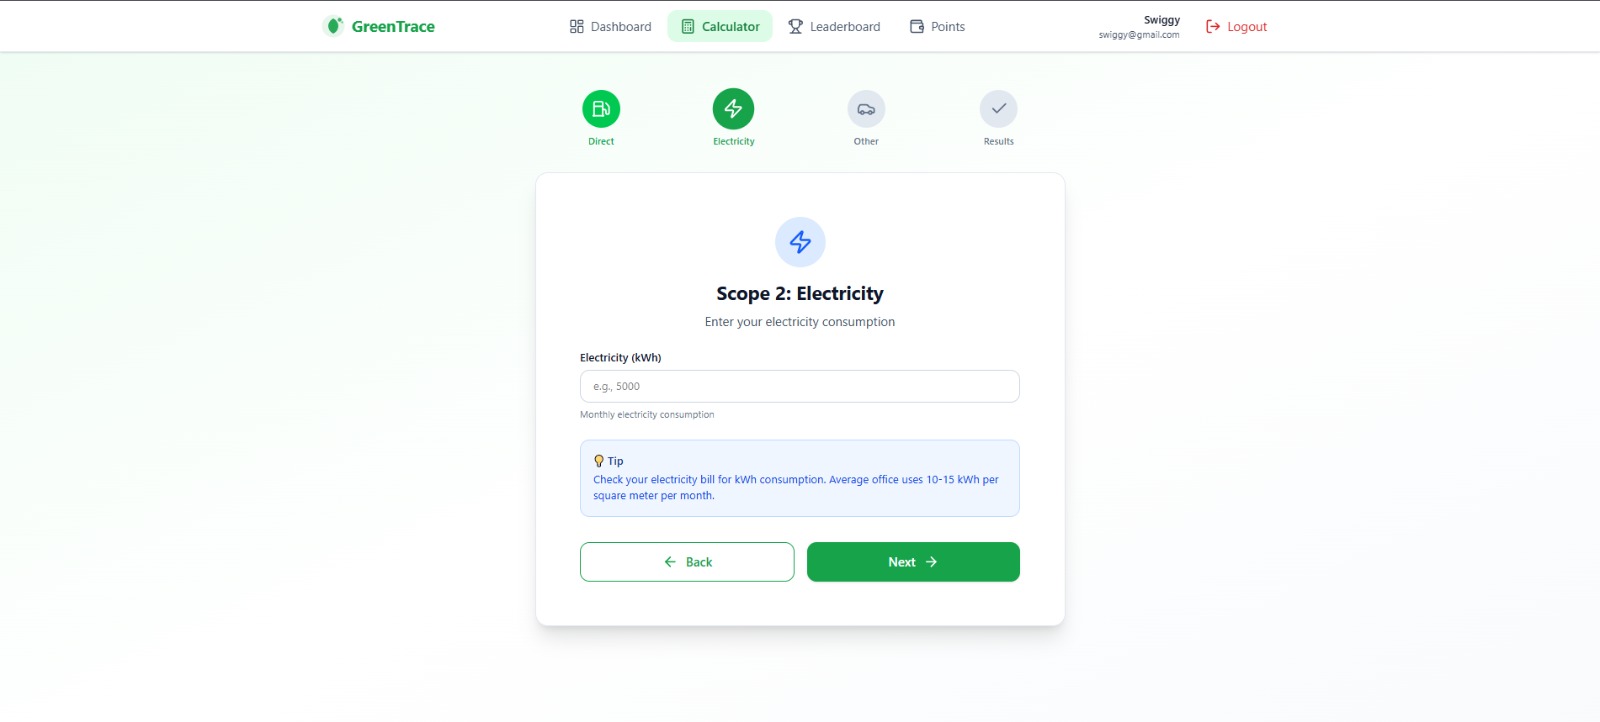 GreenTrace
Dashboard
Calculator
Leaderboard
Points
Swiggy
swiggy@gmail.com
Logout
Direct
Electricity
Other
Results
Scope 2: Electricity
Enter your electricity consumption
Electricity (kWh)
e.g., 5000
Monthly electricity consumption
Tip
Check your electricity bill for kWh consumption. Average office uses 10-15 kWh per
square meter per month.
Back
Next